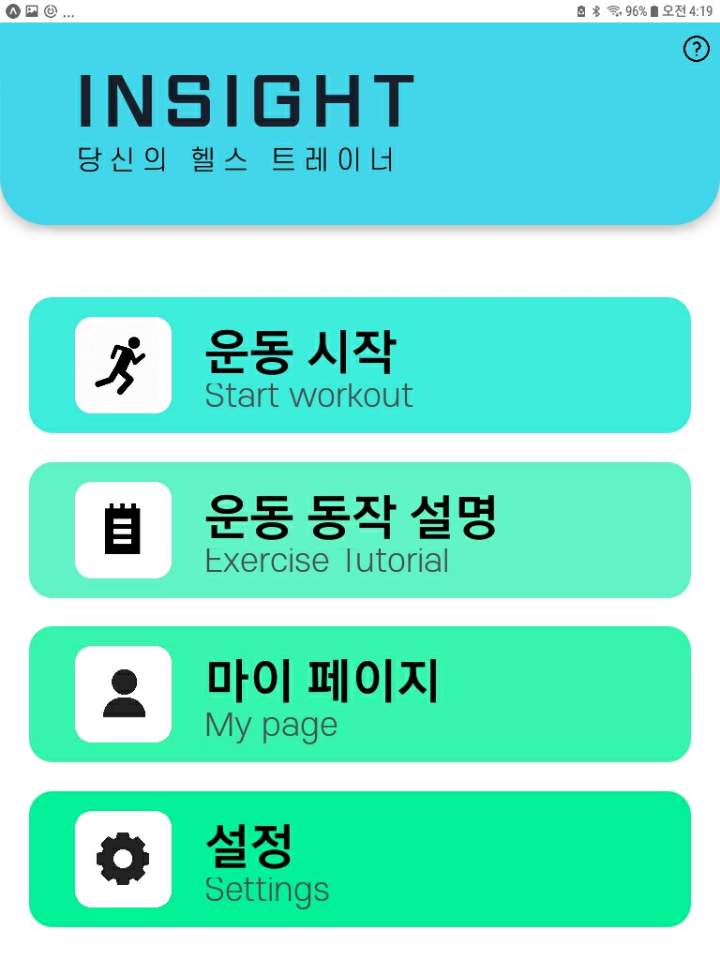 ... 96% 오전 4:19
?
INSIGHT
당신의 헬스 트레이너
운동 시작
Start workout
운동 동작 설명
Exercise Tutorial
마이 페이지
My page
설정
Settings